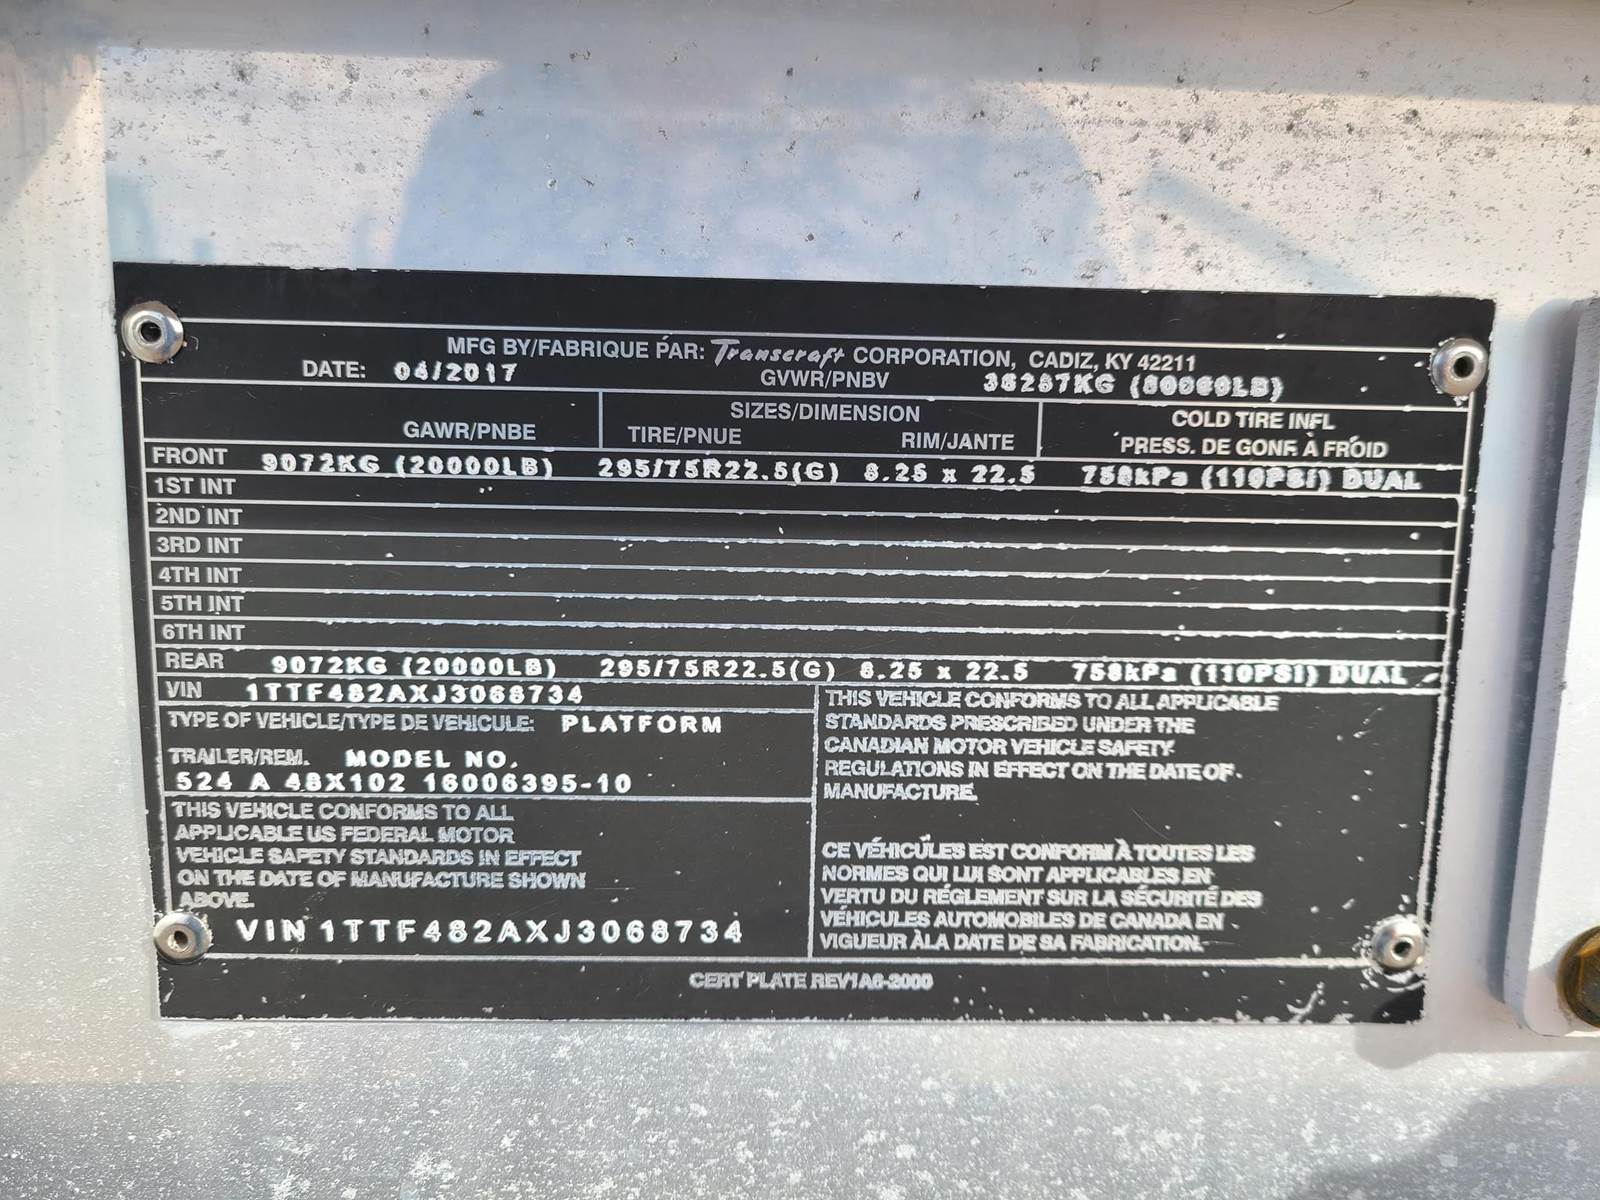 MFG BY/FABRIQUE PAR: Transcraft CORPORATION, CADIZ, KY 42211
DATE: 04/2017 GVWR/PNBV 36287KG (80000LB)
GAWR/PNBE SIZES/DIMENSION COLD TIRE INFL
TIRE/PNUE RIM/JANTE PRESS. DE GONF. À FROID
FRONT 9072KG (20000LB) 295/75R22.5(G) 8.25 x 22.5 758kPa (110PSI) DUAL
1ST INT
2ND INT
3RD INT
4TH INT
5TH INT
6TH INT
REAR 9072KG (20000LB) 295/75R22.5(G) 8.25 x 22.5 758kPa (110PSI) DUAL
VIN 1TTF482AXJ3068734
TYPE OF VEHICLE/TYPE DE VEHICULE: PLATFORM
TRAILER/REM. MODEL NO.
524 A 48X102 16006395-10
THIS VEHICLE CONFORMS TO ALL
APPLICABLE US FEDERAL MOTOR
VEHICLE SAFETY STANDARDS IN EFFECT
ON THE DATE OF MANUFACTURE SHOWN
ABOVE.
VIN 1TTF482AXJ3068734
THIS VEHICLE CONFORMS TO ALL APPLICABLE
STANDARDS PRESCRIBED UNDER THE
CANADIAN MOTOR VEHICLE SAFETY
REGULATIONS IN EFFECT ON THE DATE OF
MANUFACTURE.
CE VÉHICULES EST CONFORM À TOUTES LES
NORMES QUI LUI SONT APPLICABLES EN
VERTU DU RÉGLEMENT SUR LA SÉCURITÉ DES
VÉHICULES AUTOMOBILES DE CANADA EN
VIGUEUR ÀLA DATE DE SA FABRICATION.
CERT PLATE REV1A6-2000